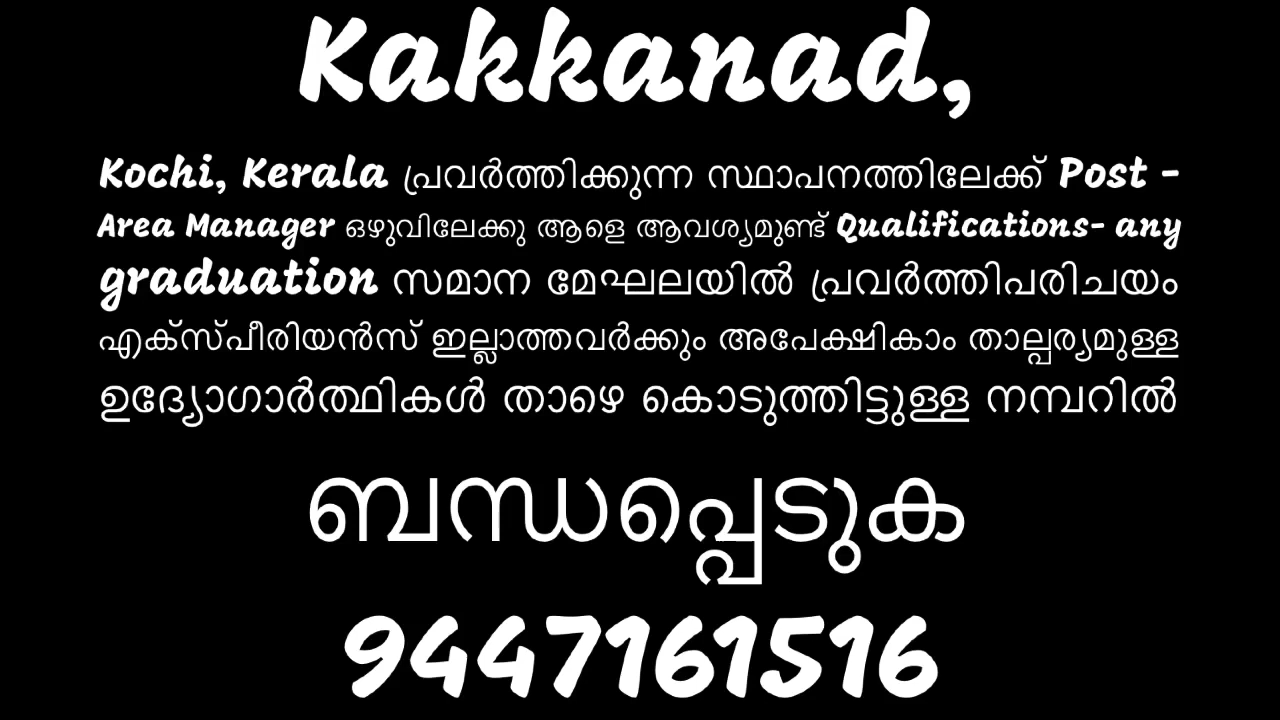 Kakkanad,
Kochi, Kerala പ്രവർത്തിക്കുന്ന സ്ഥാപനത്തിലേക്ക് Post -
Area Manager ഒഴുവിലേക്കു ആളെ ആവശ്യമുണ്ട് Qualifications- any
graduation സമാന മേഘലയിൽ പ്രവർത്തിപരിചയം
എക്സ്പീരിയൻസ് ഇല്ലാത്തവർക്കും അപേക്ഷികാം താല്പര്യമുള്ള
ഉദ്യോഗാർത്ഥികൾ താഴെ കൊടുത്തിട്ടുള്ള നമ്പറിൽ
ബന്ധപ്പെടുക
9447161516